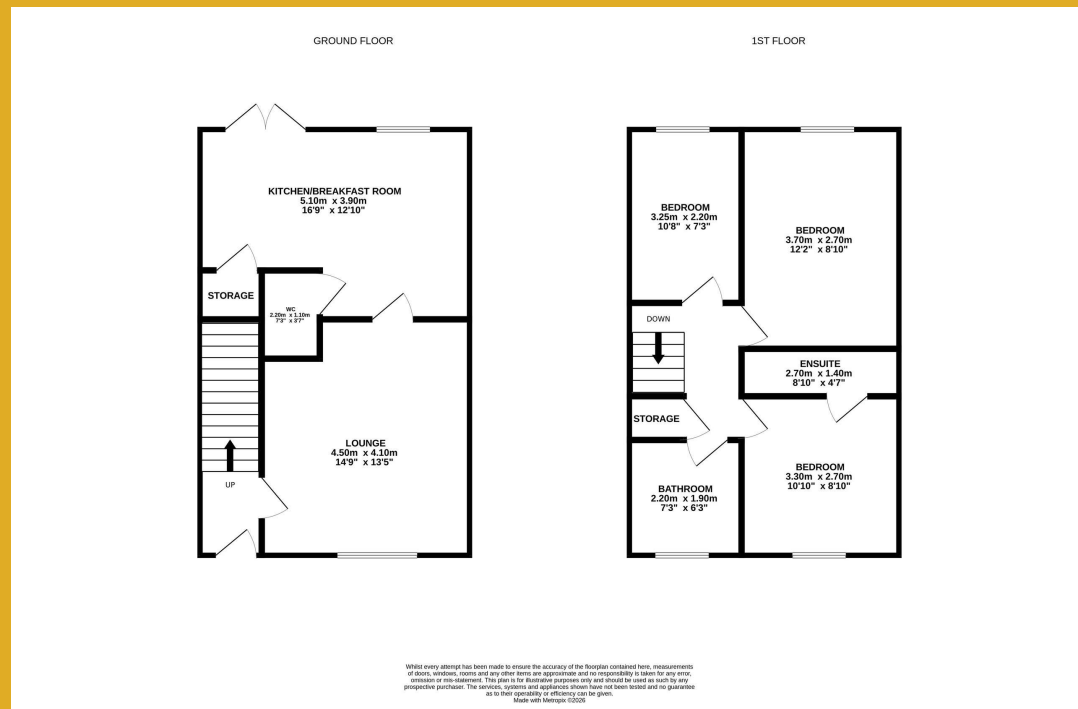 GROUND FLOOR
KITCHEN/BREAKFAST ROOM
5.10m x 3.90m
16'9" x 12'10"
STORAGE
WC
2.20m x 1.10m
7'3" x 3'7"
LOUNGE
4.50m x 4.10m
14'9" x 13'5"
UP
1ST FLOOR
BEDROOM
3.25m x 2.20m
10'8" x 7'3"
BEDROOM
3.70m x 2.70m
12'2" x 8'10"
DOWN
ENSUITE
2.70m x 1.40m
8'10" x 4'7"
STORAGE
BEDROOM
3.30m x 2.70m
10'10" x 8'10"
BATHROOM
2.20m x 1.90m
7'3" x 6'3"
Whilst every attempt has been made to ensure the accuracy of the floorplan contained here, measurements
of doors, windows, rooms and any other items are approximate and no responsibility is taken for any error,
omission or mis-statement. This plan is for illustrative purposes only and should be used as such by any
prospective purchaser. The services, systems and appliances shown have not been tested and no guarantee
as to their operability or efficiency can be given.
Made with Metropix ©2026